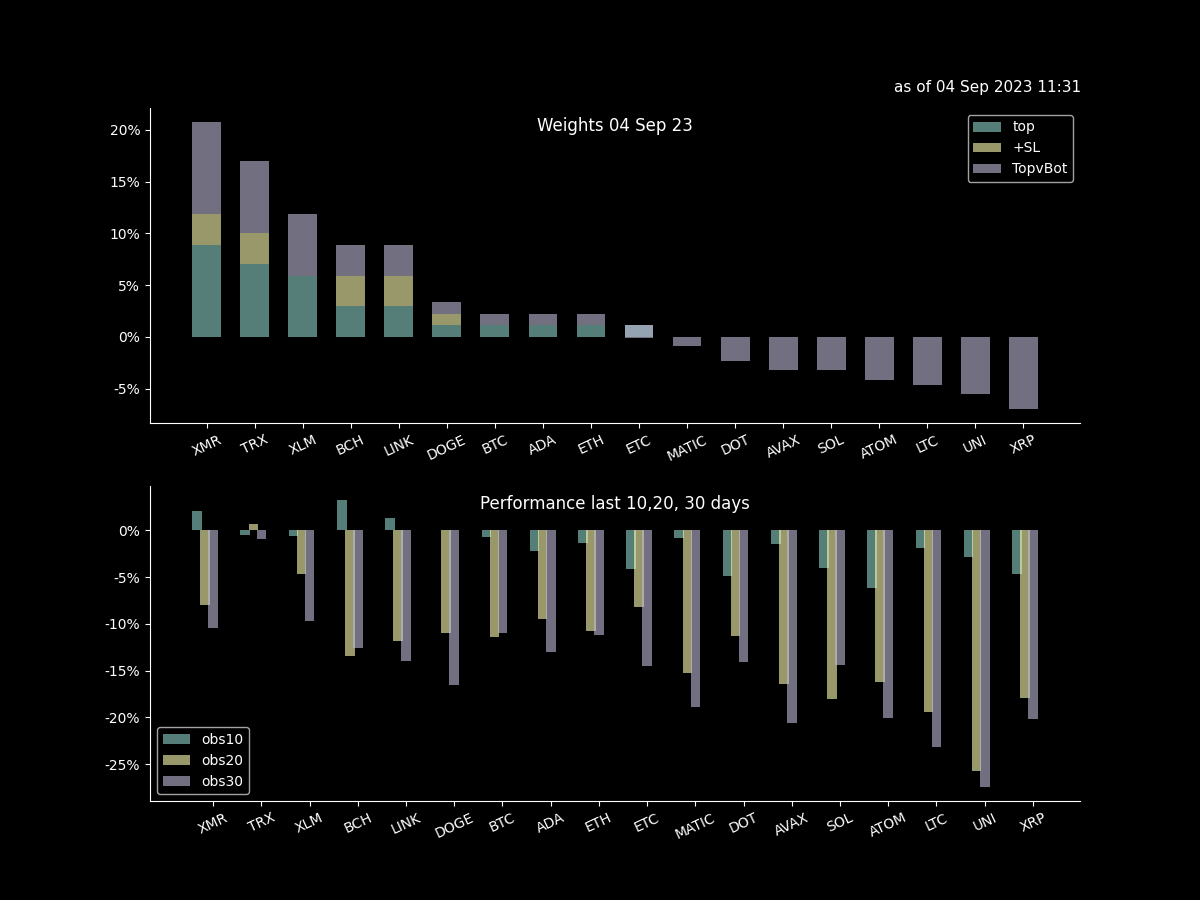 as of 04 Sep 2023 11:31
Weights 04 Sep 23
top
+SL
TopvBot
20%
15%
10%
5%
0%
-5%
XMR TRX XLM BCH LINK DOGE BTC ADA ETH ETC MATIC DOT AVAX SOL ATOM LTC UNI XRP
Performance last 10,20, 30 days
0%
-5%
-10%
-15%
-20%
-25%
obs10
obs20
obs30
XMR TRX XLM BCH LINK DOGE BTC ADA ETH ETC MATIC DOT AVAX SOL ATOM LTC UNI XRP